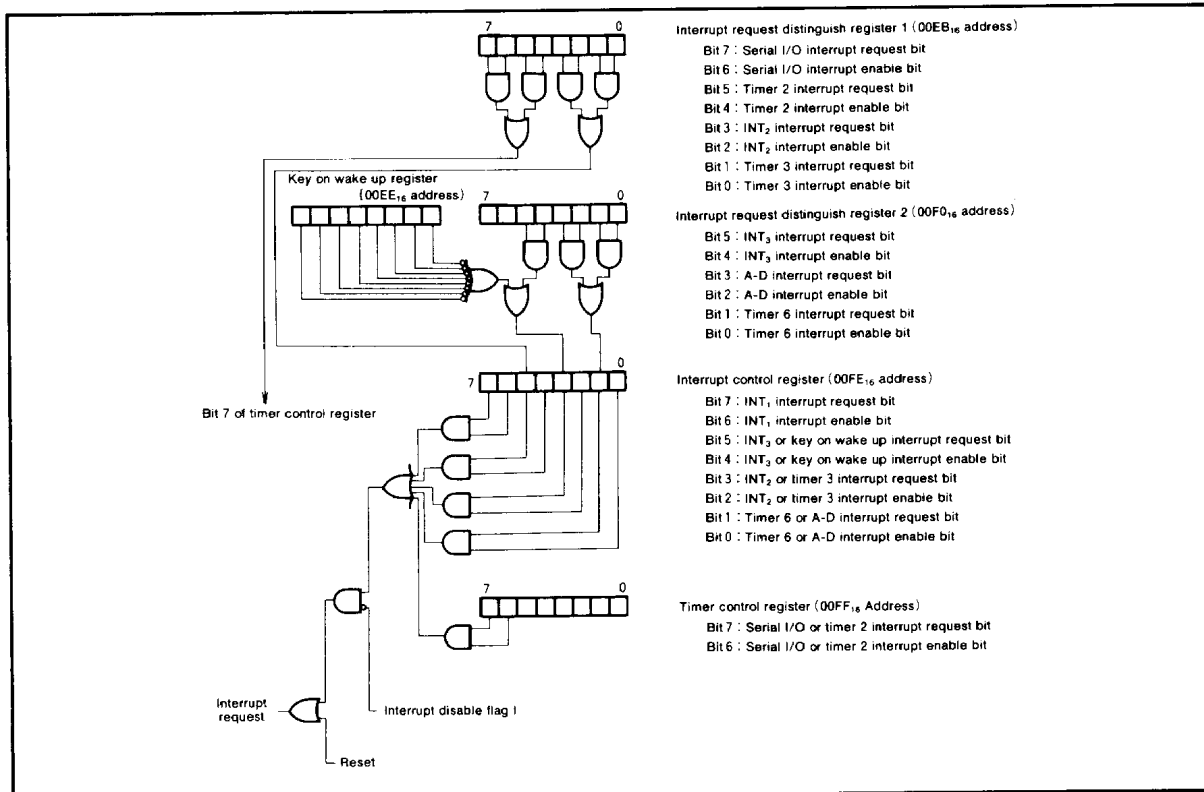 7 0
Interrupt request distinguish register 1 (00EB₁₆ address)
Bit 7 : Serial I/O interrupt request bit
Bit 6 : Serial I/O interrupt enable bit
Bit 5 : Timer 2 interrupt request bit
Bit 4 : Timer 2 interrupt enable bit
Bit 3 : INT₂ interrupt request bit
Bit 2 : INT₂ interrupt enable bit
Bit 1 : Timer 3 interrupt request bit
Bit 0 : Timer 3 interrupt enable bit
Key on wake up register
(00EE₁₆ address)
7 0
Interrupt request distinguish register 2 (00F0₁₆ address)
Bit 5 : INT₃ interrupt request bit
Bit 4 : INT₃ interrupt enable bit
Bit 3 : A-D interrupt request bit
Bit 2 : A-D interrupt enable bit
Bit 1 : Timer 6 interrupt request bit
Bit 0 : Timer 6 interrupt enable bit
7 0
Interrupt control register (00FE₁₆ address)
Bit 7 : INT₁ interrupt request bit
Bit 6 : INT₁ interrupt enable bit
Bit 5 : INT₃ or key on wake up interrupt request bit
Bit 4 : INT₃ or key on wake up interrupt enable bit
Bit 3 : INT₂ or timer 3 interrupt request bit
Bit 2 : INT₂ or timer 3 interrupt enable bit
Bit 1 : Timer 6 or A-D interrupt request bit
Bit 0 : Timer 6 or A-D interrupt enable bit
Bit 7 of timer control register
7 0
Timer control register (00FF₁₆ Address)
Bit 7 : Serial I/O or timer 2 interrupt request bit
Bit 6 : Serial I/O or timer 2 interrupt enable bit
Interrupt
request
Interrupt disable flag I
Reset